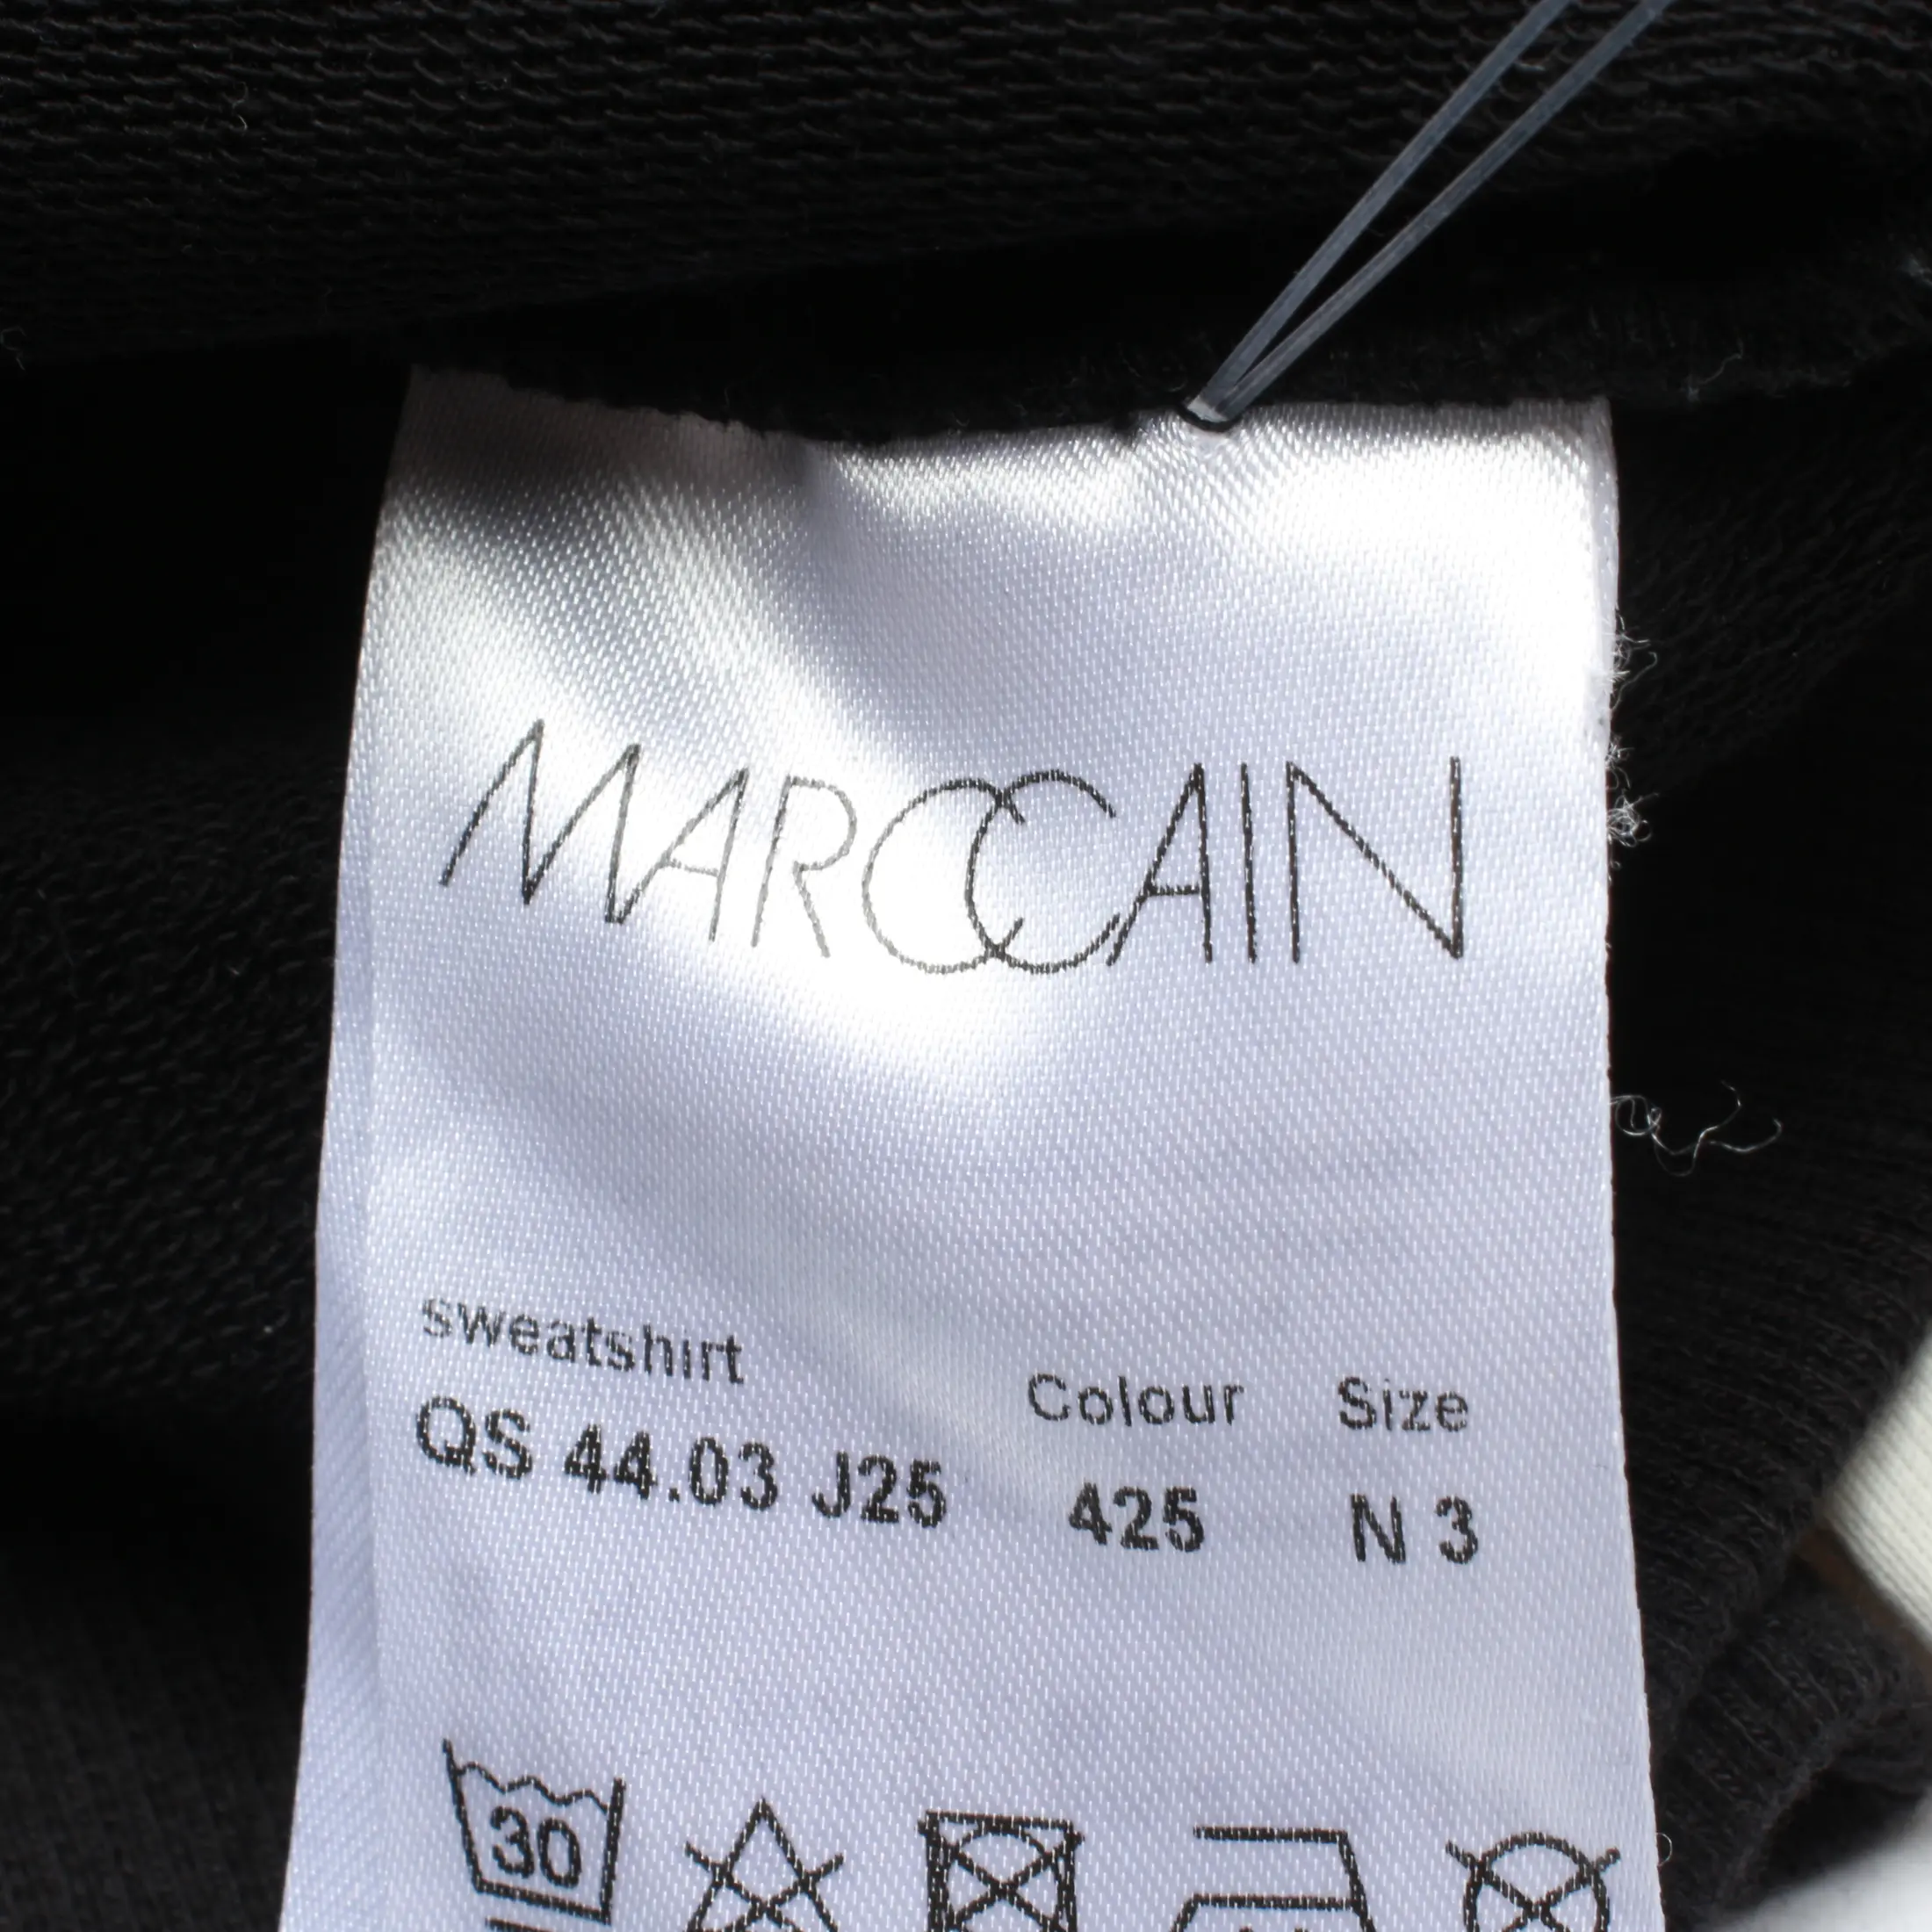 MARCCAIN
sweatshirt Colour Size
QS 44.03 J25 425 N 3
30